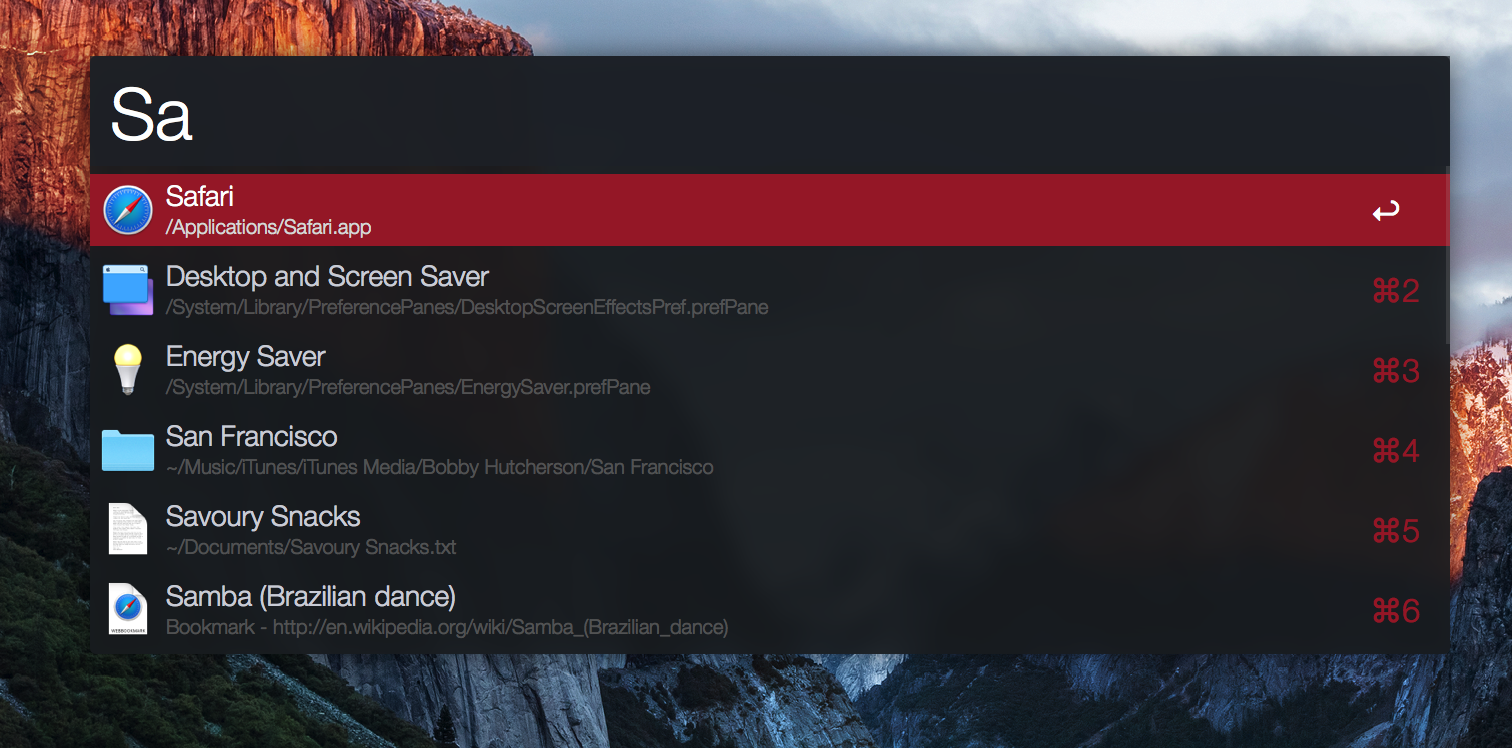 Sa
Safari
/Applications/Safari.app
↩
Desktop and Screen Saver
/System/Library/PreferencePanes/DesktopScreenEffectsPref.prefPane
⌘2
Energy Saver
/System/Library/PreferencePanes/EnergySaver.prefPane
⌘3
San Francisco
~/Music/iTunes/iTunes Media/Bobby Hutcherson/San Francisco
⌘4
Savoury Snacks
~/Documents/Savoury Snacks.txt
⌘5
Samba (Brazilian dance)
Bookmark - http://en.wikipedia.org/wiki/Samba_(Brazilian_dance)
⌘6
WEBBOOKMARK